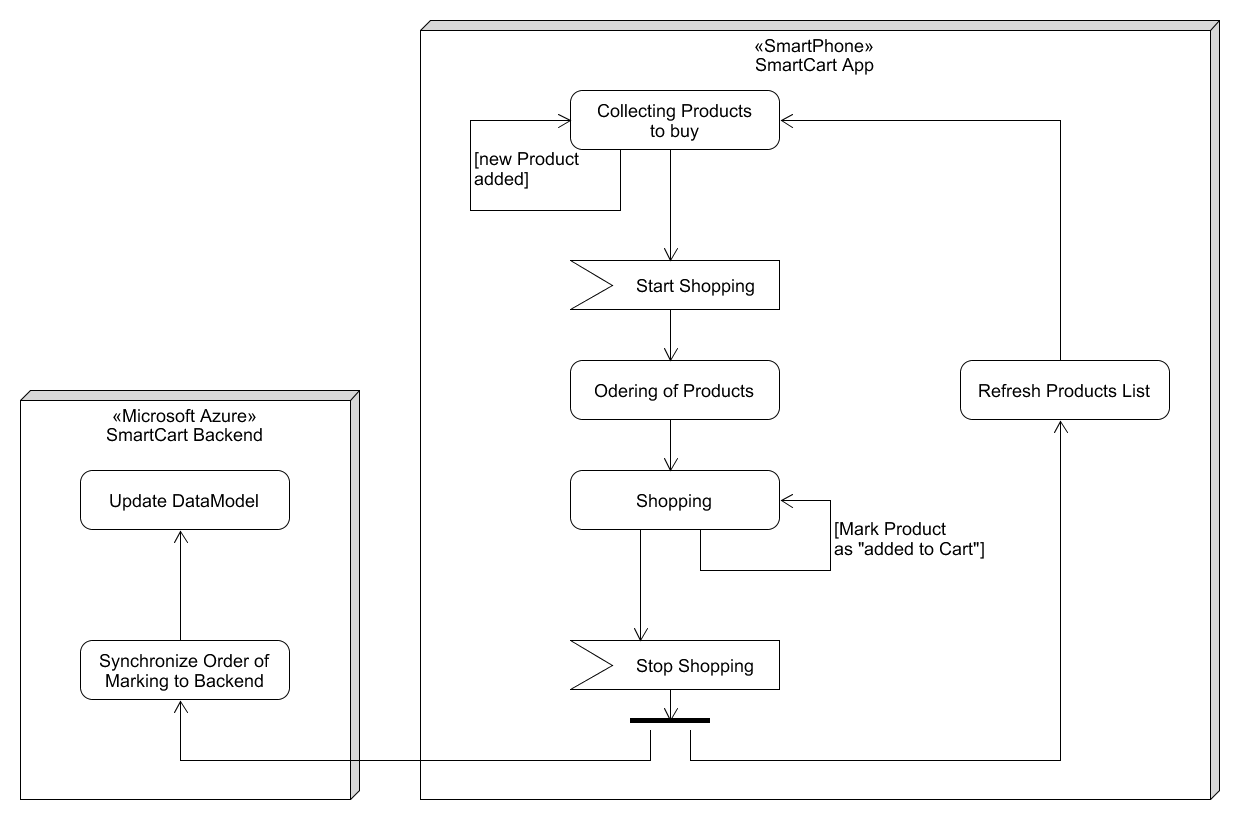 «SmartPhone»
SmartCart App
Collecting Products
to buy
[new Product
added]
Start Shopping
Odering of Products
Refresh Products List
«Microsoft Azure»
SmartCart Backend
Update DataModel
Shopping
[Mark Product
as "added to Cart"]
Synchronize Order of
Marking to Backend
Stop Shopping